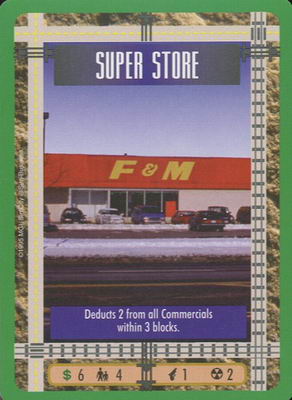 SUPER STORE
F & M
Deducts 2 from all Commercials
within 3 blocks.
$ 6 4 1 2